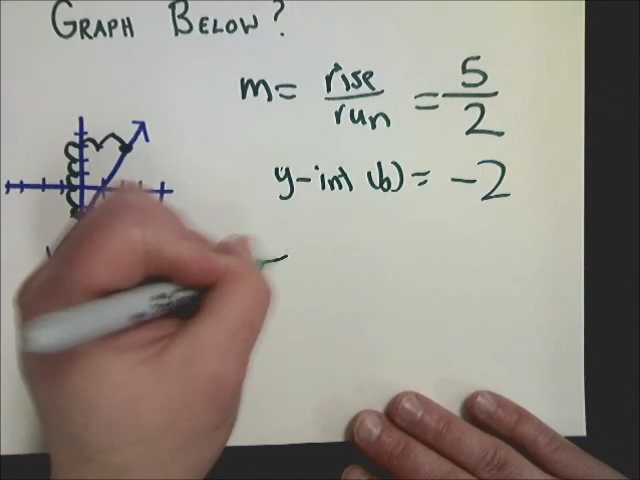 GRAPH BELOW?
m = rise/run = 5/2
y-int (b) = -2